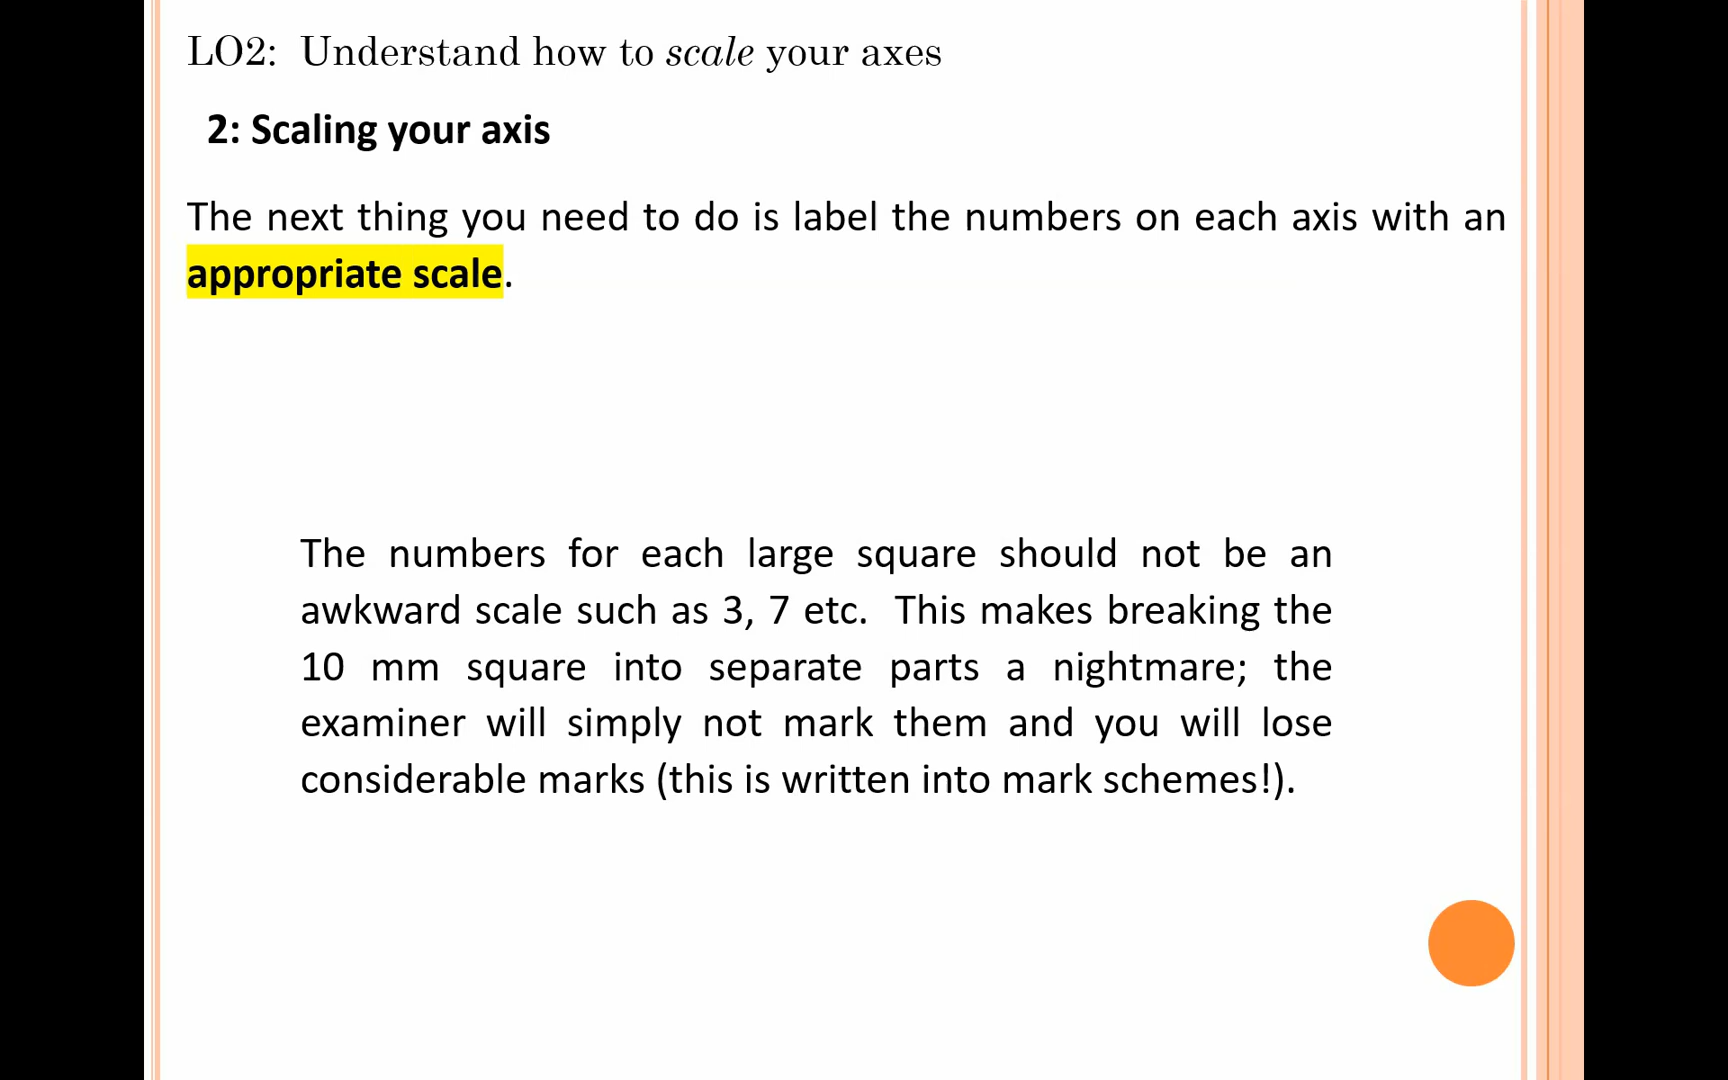 LO2: Understand how to scale your axes
2: Scaling your axis
The next thing you need to do is label the numbers on each axis with an
appropriate scale.
The numbers for each large square should not be an
awkward scale such as 3, 7 etc. This makes breaking the
10 mm square into separate parts a nightmare; the
examiner will simply not mark them and you will lose
considerable marks (this is written into mark schemes!).